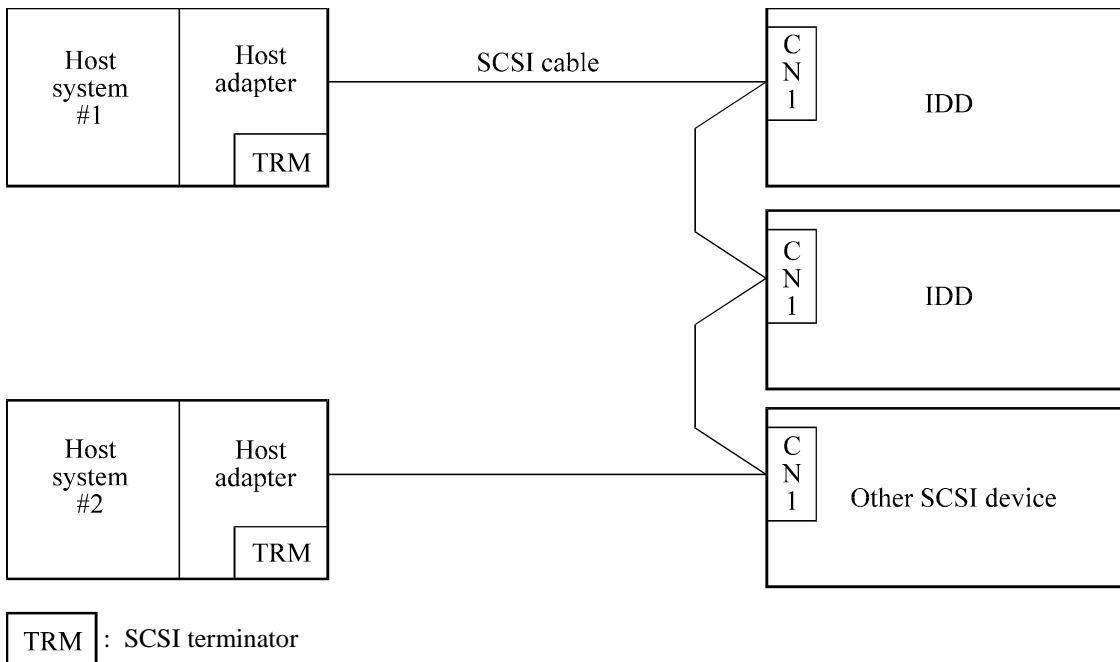 Host
system
#1
Host
adapter
TRM
SCSI cable
C
N
1
IDD
C
N
1
IDD
Host
system
#2
Host
adapter
TRM
C
N
1
Other SCSI device
TRM : SCSI terminator